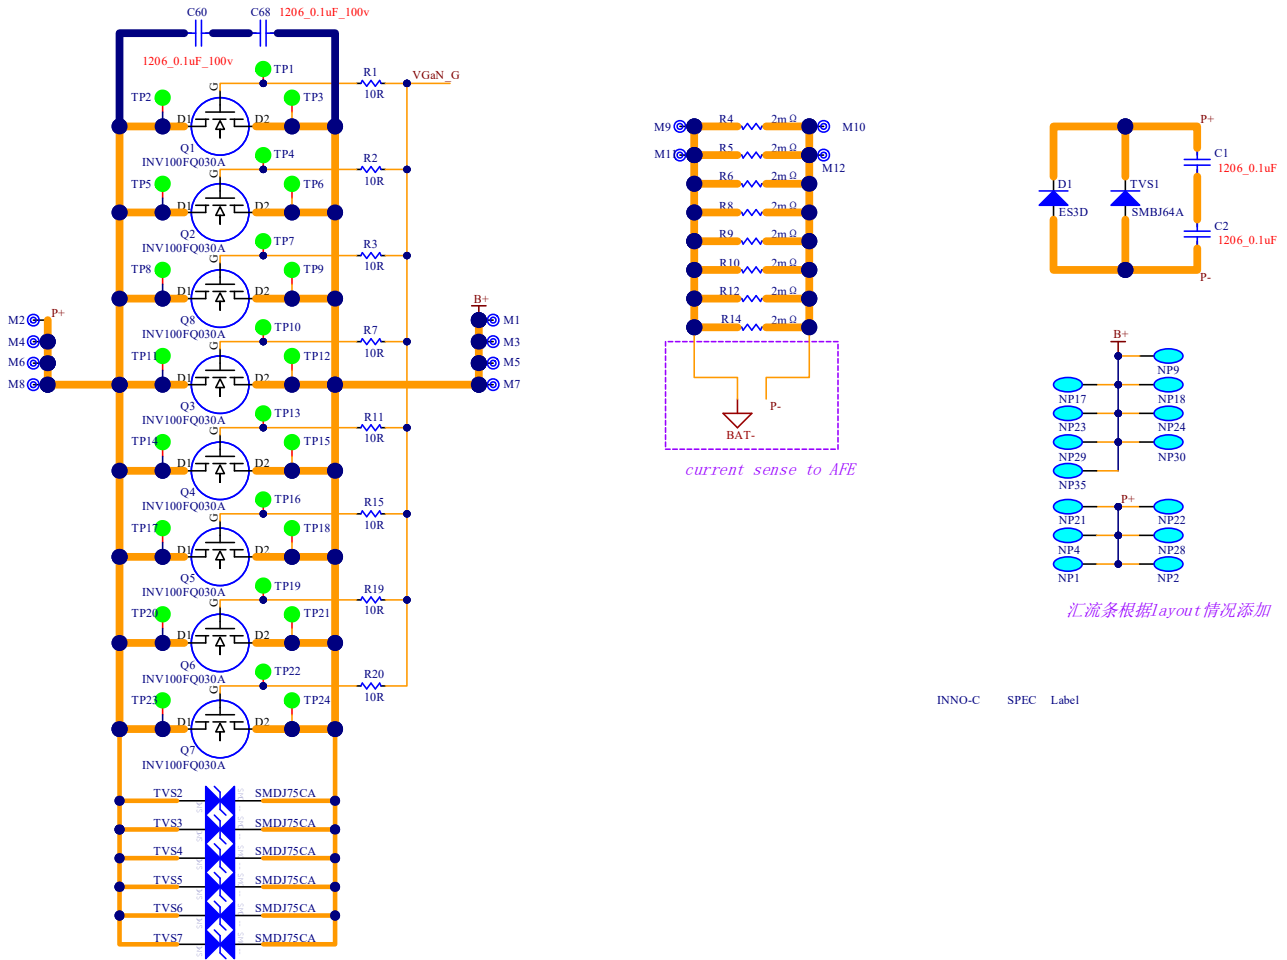 C60
C68
1206_0.1uF_100v
1206_0.1uF_100v
TP1
R1
10R
VGaN_G
G
TP2
TP3
D1
D2
Q1
INV100FQ030A
TP4
R2
10R
G
TP5
TP6
D1
D2
Q2
INV100FQ030A
TP7
R3
10R
G
TP8
TP9
D1
D2
Q8
INV100FQ030A
TP10
R7
10R
G
TP11
TP12
D1
D2
Q3
INV100FQ030A
TP13
R11
10R
G
TP14
TP15
D1
D2
Q4
INV100FQ030A
TP16
R15
10R
G
TP17
TP18
D1
D2
Q5
INV100FQ030A
TP19
R19
10R
G
TP20
TP21
D1
D2
Q6
INV100FQ030A
TP22
R20
10R
G
TP23
TP24
D1
D2
Q7
INV100FQ030A
P+
M2
M4
M6
M8
B+
M1
M3
M5
M7
TVS2 SMDJ75CA
TVS3 SMDJ75CA
TVS4 SMDJ75CA
TVS5 SMDJ75CA
TVS6 SMDJ75CA
TVS7 SMDJ75CA
M9 R4 2mΩ M10
M11 R5 2mΩ M12
R6 2mΩ
R8 2mΩ
R9 2mΩ
R10 2mΩ
R12 2mΩ
R14 2mΩ
P-
BAT-
current sense to AFE
P+
C1
1206_0.1uF
D1
ES3D
TVS1
SMBJ64A
C2
1206_0.1uF
P-
B+
NP9
NP17 NP18
NP23 NP24
NP29 NP30
NP35
P+
NP21 NP22
NP4 NP28
NP1 NP2
汇流条根据layout情况添加
INNO-C SPEC Label